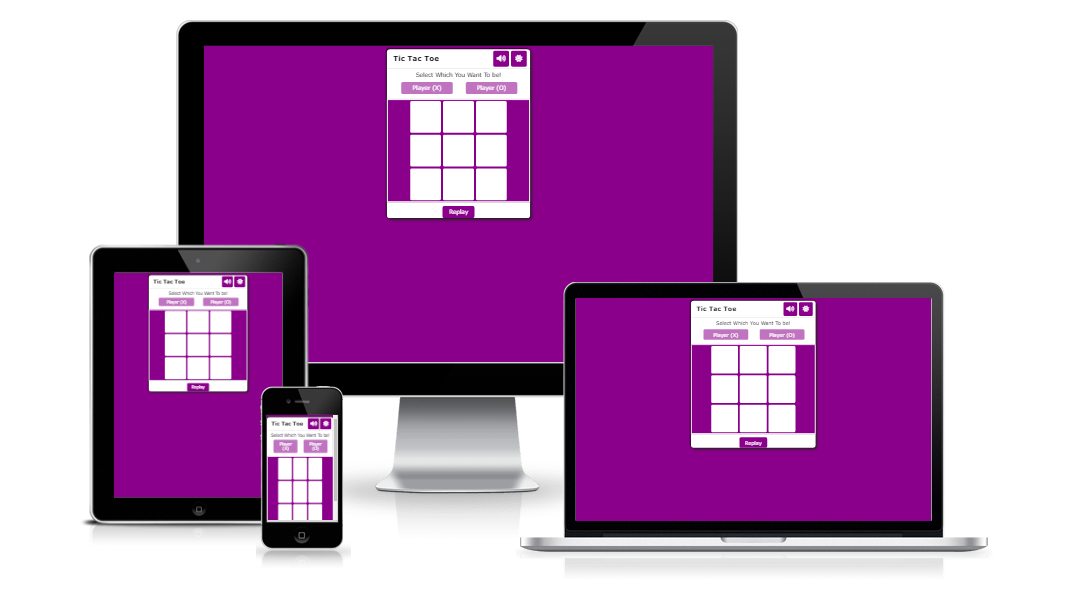 Tic Tac Toe
Select Which You Want To be!
Player (X) Player (O)
Replay
Tic Tac Toe
Select Which You Want To be!
Player (X) Player (O)
Replay
Tic Tac Toe
Select Which You Want To be!
Player (X) Player (O)
Replay
Tic Tac Toe
Select Which You Want To be!
Player Player
(X) (O)